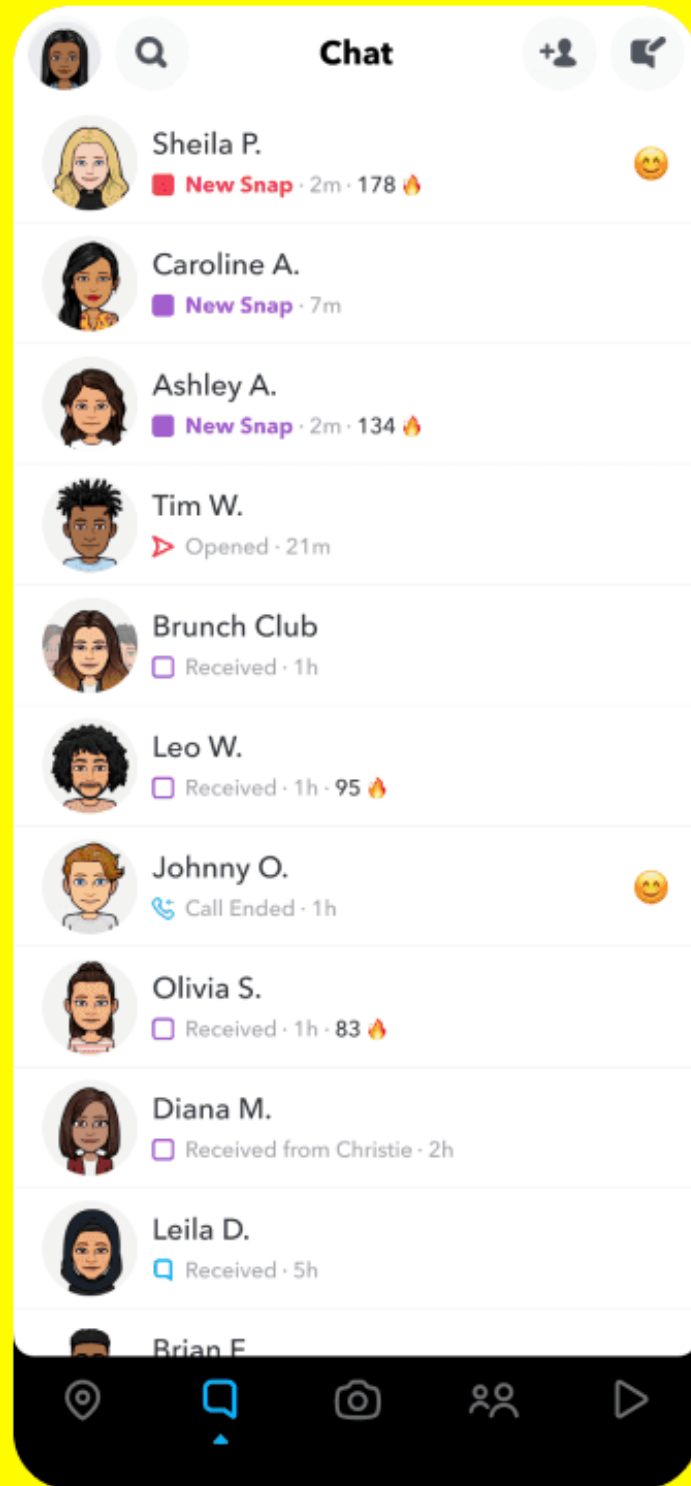 Chat
Sheila P.
New Snap · 2m · 178 🔥
Caroline A.
New Snap · 7m
Ashley A.
New Snap · 2m · 134 🔥
Tim W.
Opened · 21m
Brunch Club
Received · 1h
Leo W.
Received · 1h · 95 🔥
Johnny O.
Call Ended · 1h
Olivia S.
Received · 1h · 83 🔥
Diana M.
Received from Christie · 2h
Leila D.
Received · 5h
Brian